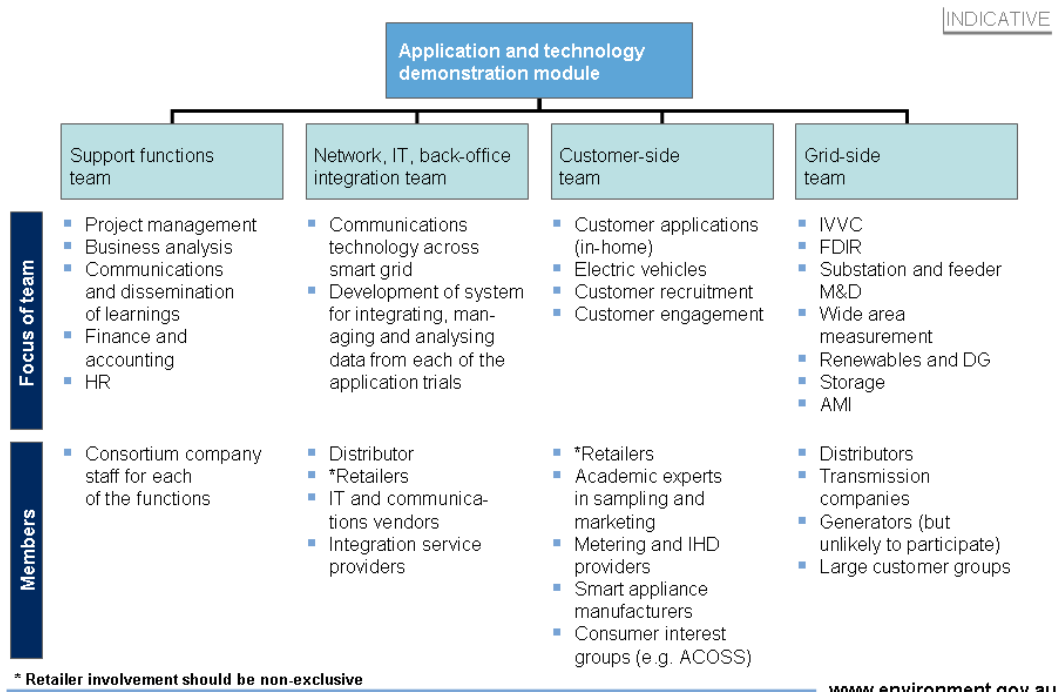 INDICATIVE
Application and technology
demonstration module
Support functions
team
Network, IT, back-office
integration team
Customer-side
team
Grid-side
team
Focus of team
Project management
Business analysis
Communications
and dissemination
of learnings
Finance and
accounting
HR
Communications
technology across
smart grid
Development of system
for integrating, man-
aging and analysing
data from each of the
application trials
Customer applications
(in-home)
Electric vehicles
Customer recruitment
Customer engagement
IVVC
FDIR
Substation and feeder
M&D
Wide area
measurement
Renewables and DG
Storage
AMI
Members
Consortium company
staff for each
of the functions
Distributor
*Retailers
IT and communica-
tions vendors
Integration service
providers
*Retailers
Academic experts
in sampling and
marketing
Metering and IHD
providers
Smart appliance
manufacturers
Consumer interest
groups (e.g. ACOSS)
Distributors
Transmission
companies
Generators (but
unlikely to participate)
Large customer groups
* Retailer involvement should be non-exclusive
www.environment.gov.au